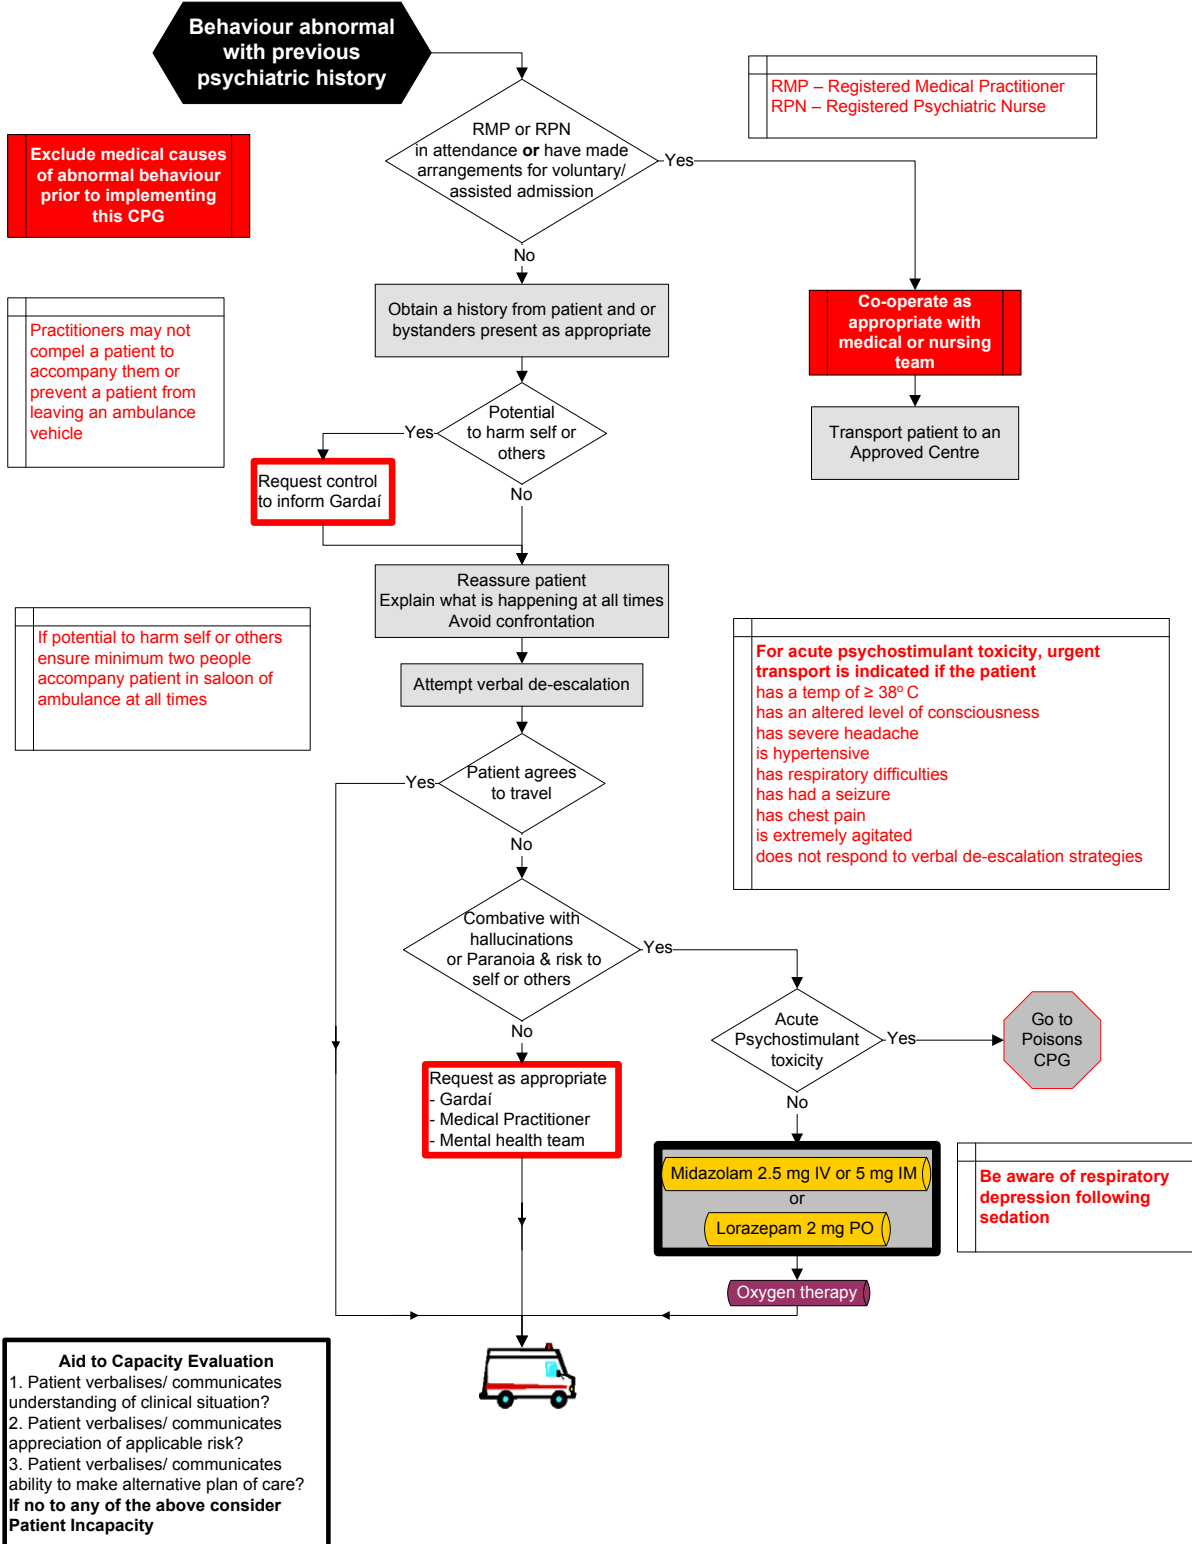 Behaviour abnormal
with previous
psychiatric history
RMP – Registered Medical Practitioner
RPN – Registered Psychiatric Nurse
RMP or RPN
in attendance or have made
arrangements for voluntary/
assisted admission
Yes
Exclude medical causes
of abnormal behaviour
prior to implementing
this CPG
No
Obtain a history from patient and or
bystanders present as appropriate
Co-operate as
appropriate with
medical or nursing
team
Practitioners may not
compel a patient to
accompany them or
prevent a patient from
leaving an ambulance
vehicle
Potential
to harm self or
others
Yes
Transport patient to an
Approved Centre
Request control
to inform Gardaí
No
Reassure patient
Explain what is happening at all times
Avoid confrontation
If potential to harm self or others
ensure minimum two people
accompany patient in saloon of
ambulance at all times
For acute psychostimulant toxicity, urgent
transport is indicated if the patient
has a temp of ≥ 38º C
has an altered level of consciousness
has severe headache
is hypertensive
has respiratory difficulties
has had a seizure
has chest pain
is extremely agitated
does not respond to verbal de-escalation strategies
Attempt verbal de-escalation
Yes
Patient agrees
to travel
No
Combative with
hallucinations
or Paranoia & risk to
self or others
Yes
Acute
Psychostimulant
toxicity
Yes
Go to
Poisons
CPG
No
Request as appropriate
- Gardaí
- Medical Practitioner
- Mental health team
No
Midazolam 2.5 mg IV or 5 mg IM
or
Lorazepam 2 mg PO
Be aware of respiratory
depression following
sedation
Oxygen therapy
Aid to Capacity Evaluation
1. Patient verbalises/ communicates
understanding of clinical situation?
2. Patient verbalises/ communicates
appreciation of applicable risk?
3. Patient verbalises/ communicates
ability to make alternative plan of care?
If no to any of the above consider
Patient Incapacity